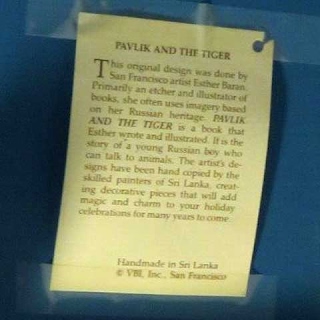 PAVLIK AND THE TIGER
This original design was done by
San Francisco artist Esther Baran.
Primarily an etcher and illustrator of
books, she often uses imagery based
on her Russian heritage. PAVLIK
AND THE TIGER is a book that
Esther wrote and illustrated. It is the
story of a young Russian boy who
can talk to animals. The artist's de-
signs have been hand copied by the
skilled painters of Sri Lanka, creat-
ing decorative pieces that will add
magic and charm to your holiday
celebrations for many years to come.
Handmade in Sri Lanka
© VBI, Inc., San Francisco